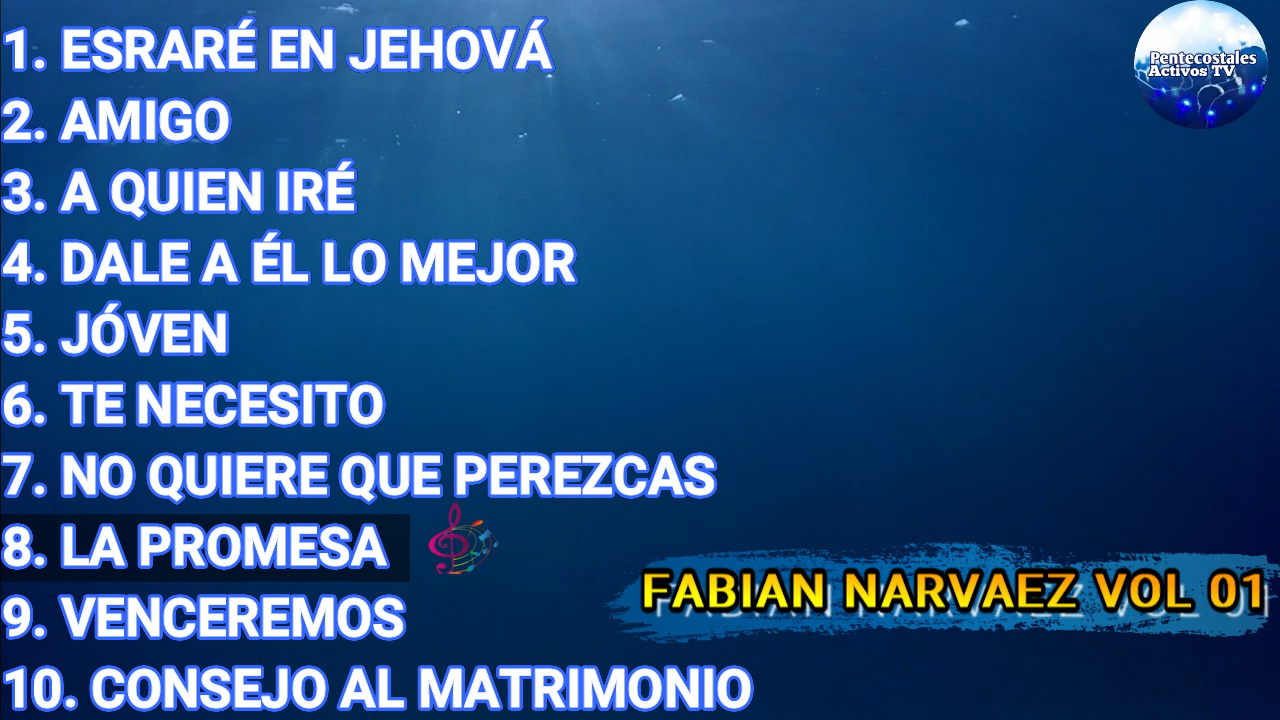 1. ESRARÉ EN JEHOVÁ
2. AMIGO
3. A QUIEN IRÉ
4. DALE A ÉL LO MEJOR
5. JÓVEN
6. TE NECESITO
7. NO QUIERE QUE PEREZCAS
8. LA PROMESA
9. VENCEREMOS
10. CONSEJO AL MATRIMONIO
Pentecostales
Activos TV
FABIAN NARVAEZ VOL 01